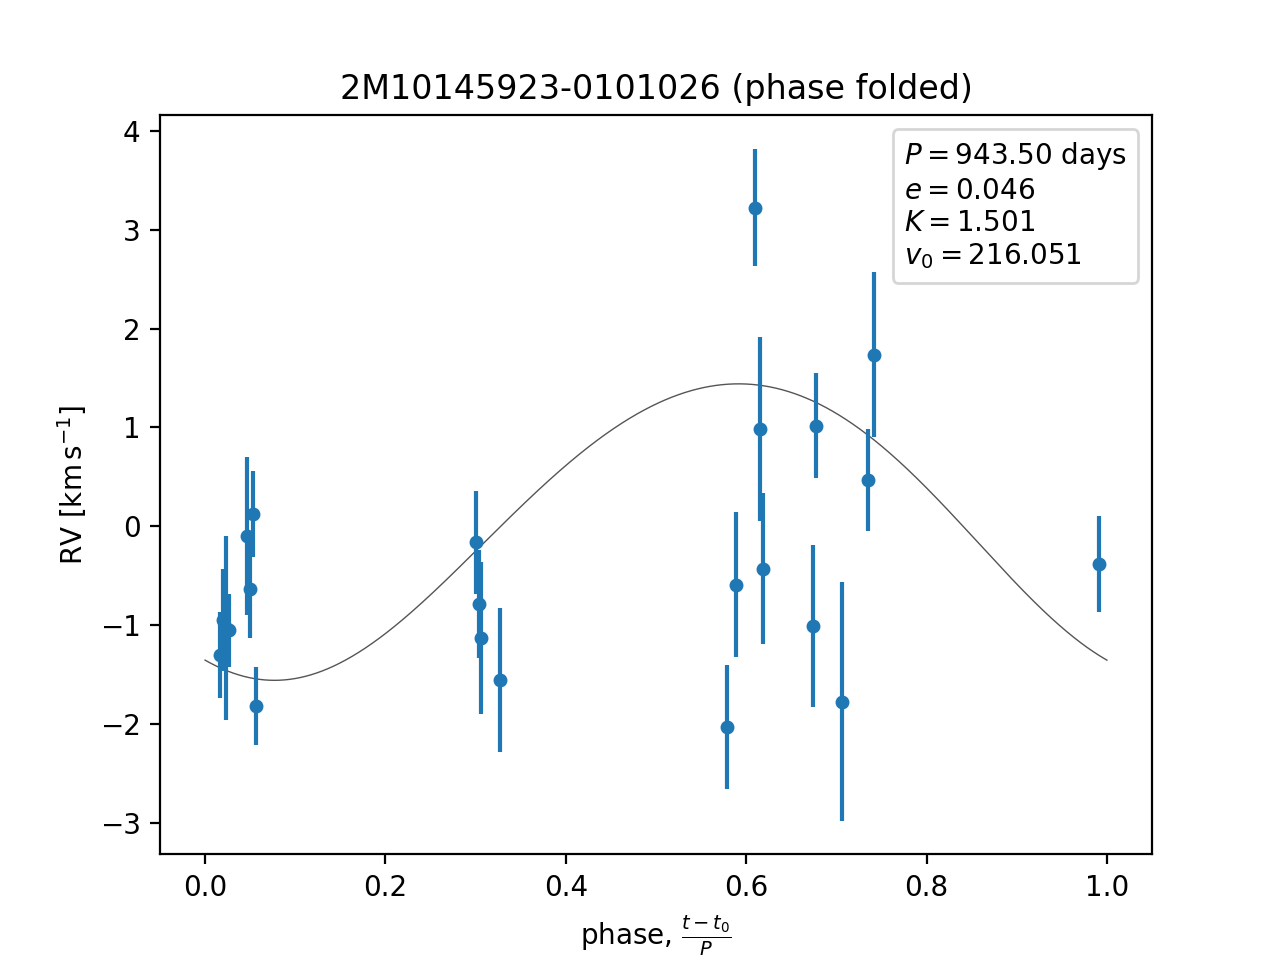 2M10145923-0101026 (phase folded)
P = 943.50 days
e = 0.046
K = 1.501
v₀ = 216.051
RV [km s⁻¹]
4
3
2
1
0
−1
−2
−3
0.0 0.2 0.4 0.6 0.8 1.0
phase, (t − t₀)/P